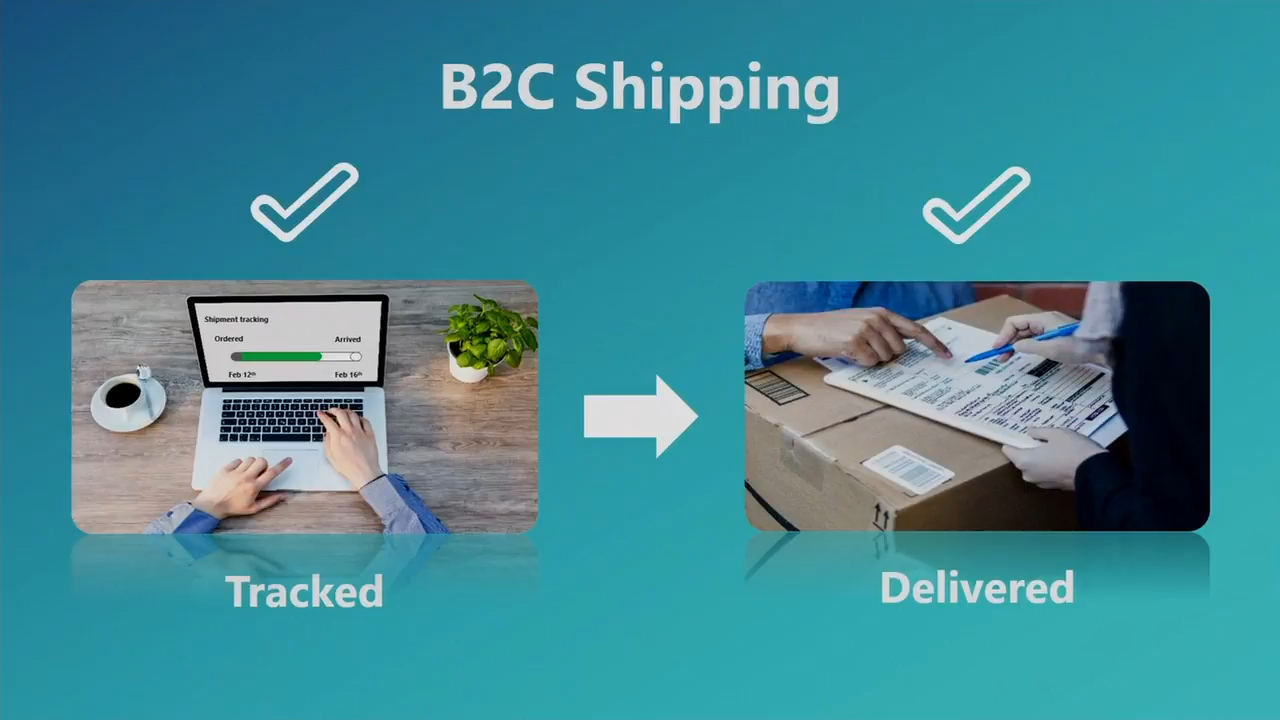 B2C Shipping
Shipment tracking
Ordered Arrived
Feb 12th Feb 16th
Tracked
Delivered